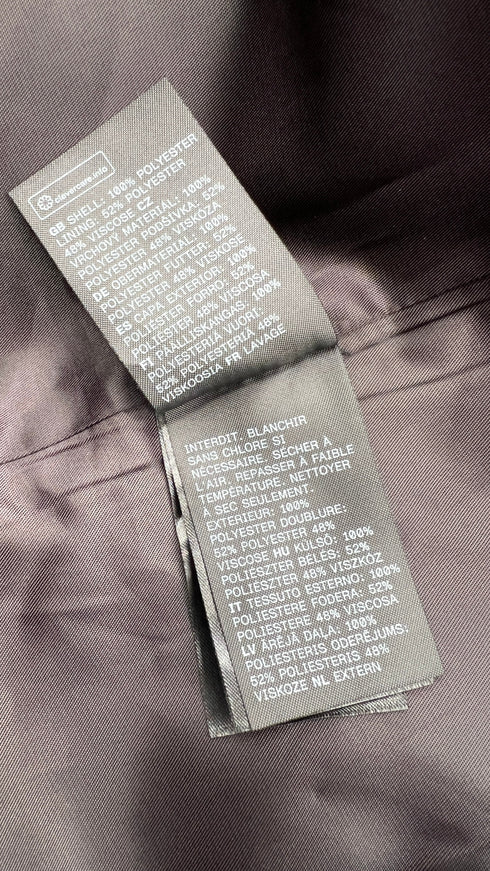 clevercare.info
GB SHELL: 100% POLYESTER
LINING: 52% POLYESTER
48% VISCOSE CZ
VRCHOVÝ MATERIÁL: 100%
POLYESTER PODŠÍVKA: 52%
POLYESTER 48% VISKÓZA
DE OBERMATERIAL: 100%
POLYESTER FUTTER: 52%
POLYESTER 48% VISKOSE
ES CAPA EXTERIOR: 100%
POLIESTER FORRO: 52%
POLIÉSTER 48% VISCOSA
FI PÄÄLLISKANGAS: 100%
POLYESTERIÄ VUORI:
52% POLYESTERIÄ 48%
VISKOOSIA FR LAVAGE
INTERDIT. BLANCHIR
SANS CHLORE SI
NÉCESSAIRE. SÉCHER À
L'AIR. REPASSER À FAIBLE
TEMPÉRATURE. NETTOYER
À SEC SEULEMENT.
EXTERIEUR: 100%
POLYESTER DOUBLURE:
52% POLYESTER 48%
VISCOSE HU KÜLSŐ: 100%
POLIÉSZTER BÉLÉS: 52%
POLIÉSZTER 48% VISZKÓZ
IT TESSUTO ESTERNO: 100%
POLIESTERE FODERA: 52%
POLIESTERE 48% VISCOSA
LV ĀRĒJĀ DAĻA: 100%
POLIESTERIS ODERĒJUMS:
52% POLIESTERIS 48%
VISKOZE NL EXTERN